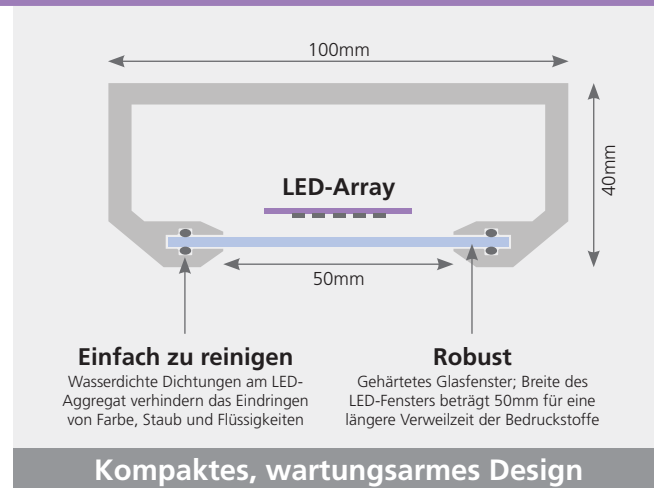 100mm
40mm
LED-Array
50mm
Einfach zu reinigen
Wasserdichte Dichtungen am LED-
Aggregat verhindern das Eindringen
von Farbe, Staub und Flüssigkeiten
Robust
Gehärtetes Glasfenster; Breite des
LED-Fensters beträgt 50mm für eine
längere Verweilzeit der Bedruckstoffe
Kompaktes, wartungsarmes Design